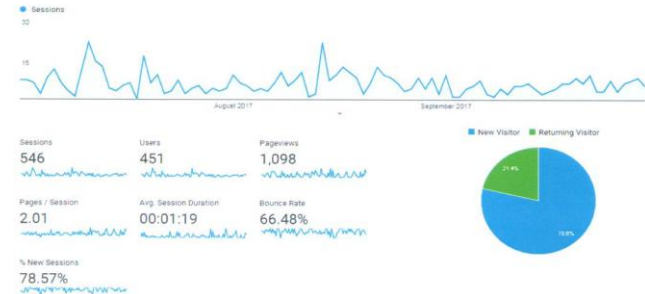 Sessions
30
15
August 2017
September 2017
New Visitor Returning Visitor
Sessions
546
Users
451
Pageviews
1,098
Pages / Session
2.01
Avg. Session Duration
00:01:19
Bounce Rate
66.48%
% New Sessions
78.57%
21.4%
78.6%